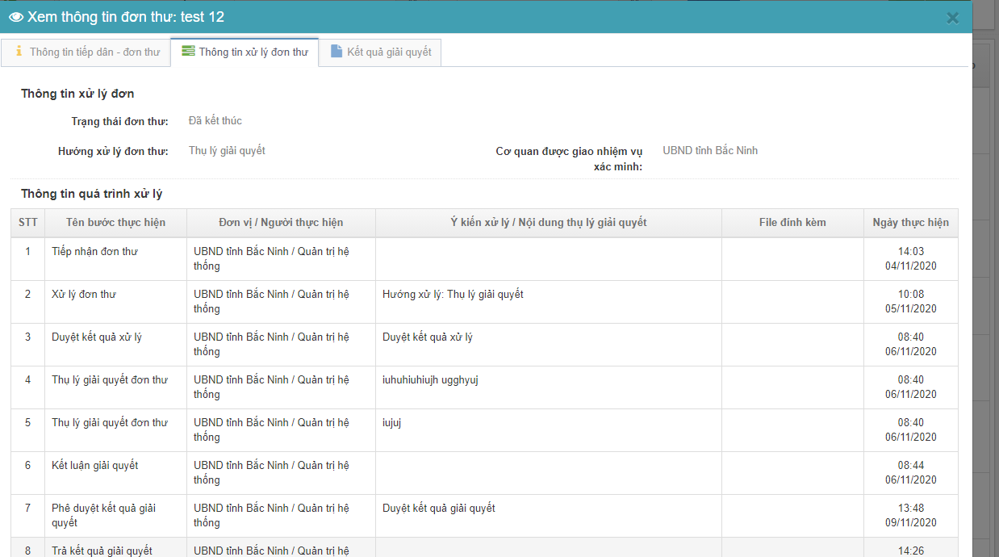 Xem thông tin đơn thư: test 12
Thông tin tiếp dân - đơn thư
Thông tin xử lý đơn thư
Kết quả giải quyết
Thông tin xử lý đơn
Trạng thái đơn thư:
Đã kết thúc
Hướng xử lý đơn thư:
Thụ lý giải quyết
Cơ quan được giao nhiệm vụ
xác minh:
UBND tỉnh Bắc Ninh
Thông tin quá trình xử lý
STT
Tên bước thực hiện
Đơn vị / Người thực hiện
Ý kiến xử lý / Nội dung thụ lý giải quyết
File đính kèm
Ngày thực hiện
1
Tiếp nhận đơn thư
UBND tỉnh Bắc Ninh / Quản trị hệ
thống
14:03
04/11/2020
2
Xử lý đơn thư
UBND tỉnh Bắc Ninh / Quản trị hệ
thống
Hướng xử lý: Thụ lý giải quyết
10:08
05/11/2020
3
Duyệt kết quả xử lý
UBND tỉnh Bắc Ninh / Quản trị hệ
thống
Duyệt kết quả xử lý
08:40
06/11/2020
4
Thụ lý giải quyết đơn thư
UBND tỉnh Bắc Ninh / Quản trị hệ
thống
iuhuhiuhiujh ugghyuj
08:40
06/11/2020
5
Thụ lý giải quyết đơn thư
UBND tỉnh Bắc Ninh / Quản trị hệ
thống
iujuj
08:40
06/11/2020
6
Kết luận giải quyết
UBND tỉnh Bắc Ninh / Quản trị hệ
thống
08:44
06/11/2020
7
Phê duyệt kết quả giải
quyết
UBND tỉnh Bắc Ninh / Quản trị hệ
thống
Duyệt kết quả giải quyết
13:48
09/11/2020
8
Trả kết quả giải quyết
UBND tỉnh Bắc Ninh / Quản trị hệ
14:26